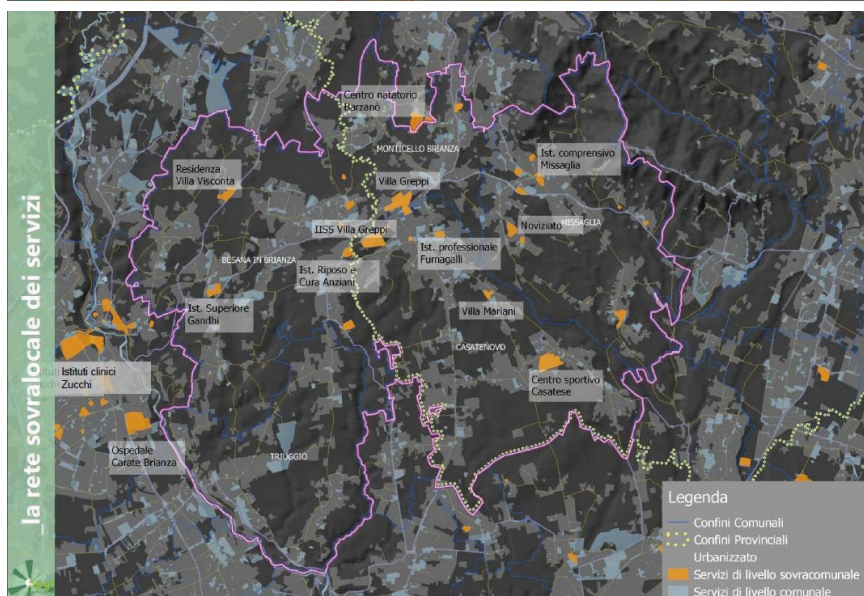 _la rete sovralocale dei servizi
Centro natatorio
Barzanò
MONTICELLO BRIANZA
Ist. comprensivo
Missaglia
Residenza
Villa Visconta
Villa Greppi
IISS Villa Greppi
Noviziato
MISSAGLIA
Ist. professionale
Fumagalli
BESANA IN BRIANZA
Ist. Riposo e
Cura Anziani
Ist. Superiore
Gandhi
Villa Mariani
CASATENOVO
Istituti clinici
Zucchi
Centro sportivo
Casatese
Ospedale
Carate Brianza
TRIUGGIO
Legenda
Confini Comunali
Confini Provinciali
Urbanizzato
Servizi di livello sovracomunale
Servizi di livello comunale